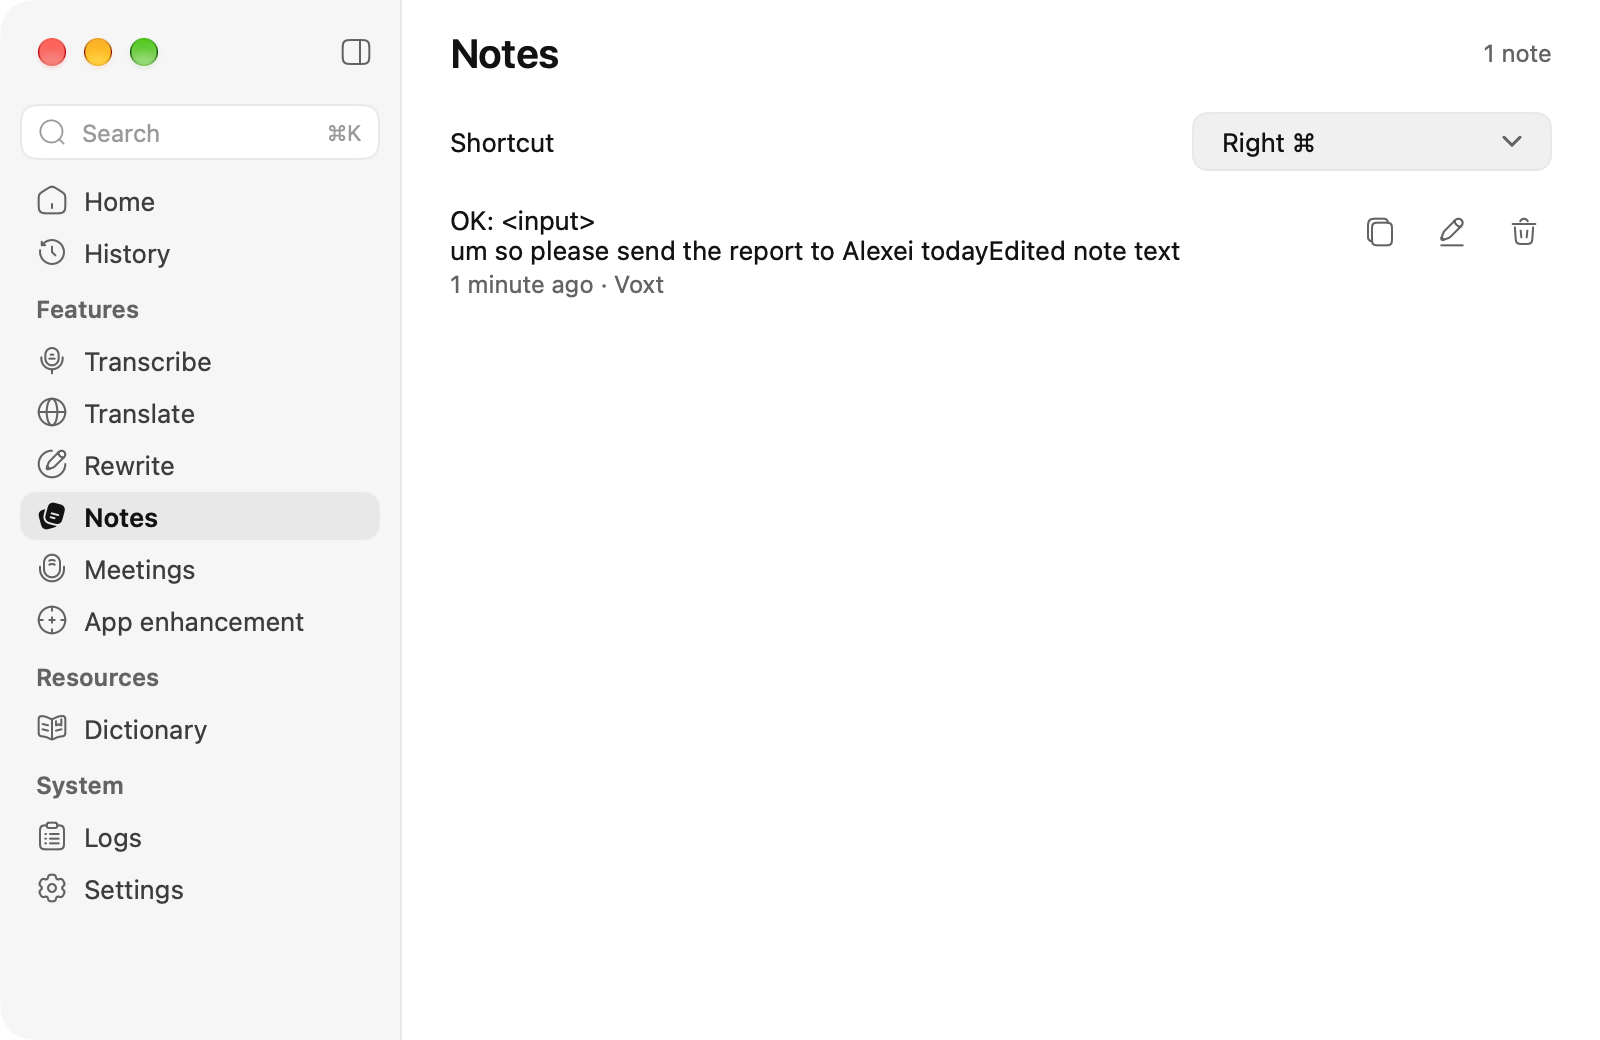 Search ⌘K
Home
History
Features
Transcribe
Translate
Rewrite
Notes
Meetings
App enhancement
Resources
Dictionary
System
Logs
Settings
Notes
1 note
Shortcut
Right ⌘
OK: <input>
um so please send the report to Alexei todayEdited note text
1 minute ago · Voxt